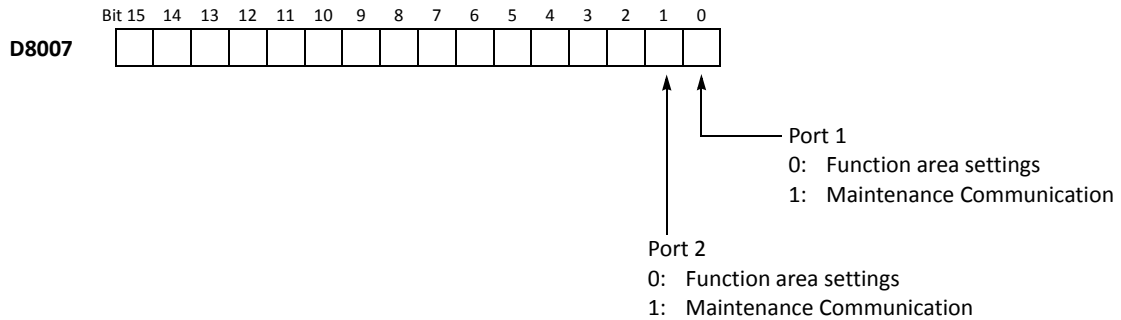 Bit 15 14 13 12 11 10 9 8 7 6 5 4 3 2 1 0
D8007
Port 1
0: Function area settings
1: Maintenance Communication
Port 2
0: Function area settings
1: Maintenance Communication